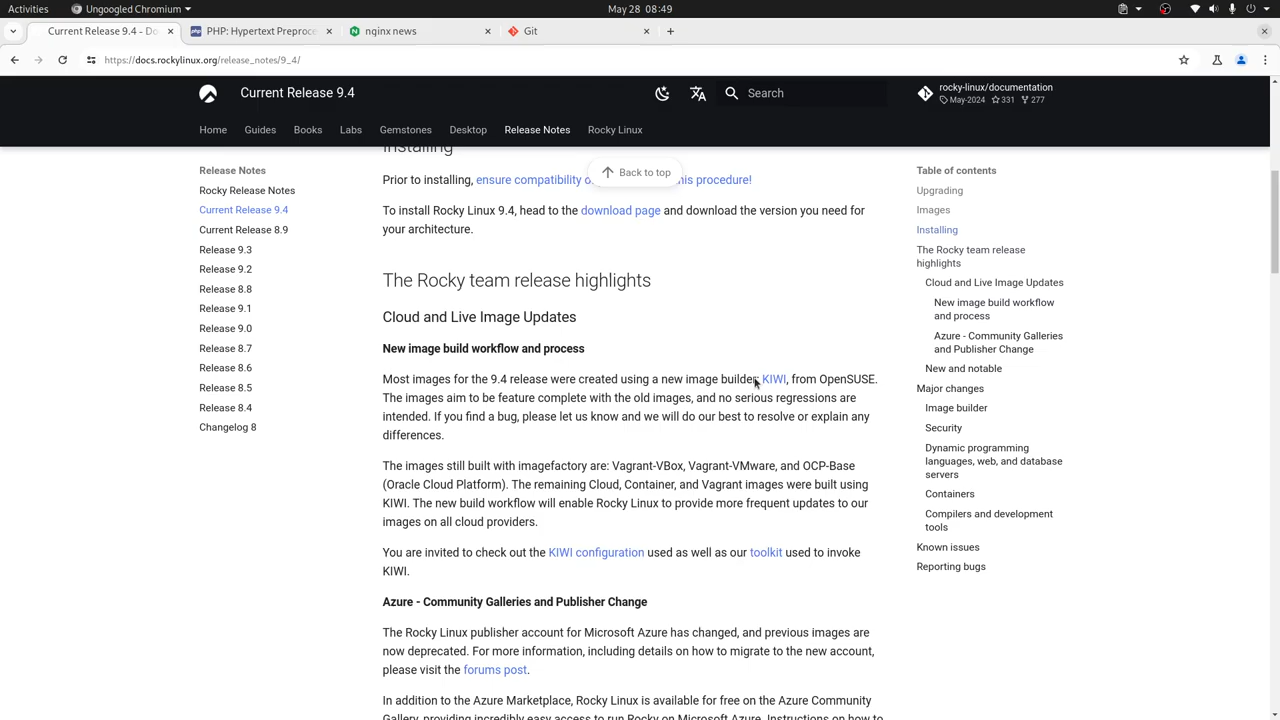 Activities
Ungoogled Chromium
May 28 08:49
Current Release 9.4 - Do
PHP: Hypertext Preproce
nginx news
Git
https://docs.rockylinux.org/release_notes/9_4/
Current Release 9.4
Search
rocky-linux/documentation
May-2024 331 277
Home Guides Books Labs Gemstones Desktop Release Notes Rocky Linux
Release Notes
Rocky Release Notes
Current Release 9.4
Current Release 8.9
Release 9.3
Release 9.2
Release 8.8
Release 9.1
Release 9.0
Release 8.7
Release 8.6
Release 8.5
Release 8.4
Changelog 8
Installing
Back to top
Prior to installing, ensure compatibility his procedure!
To install Rocky Linux 9.4, head to the download page and download the version you need for
your architecture.
The Rocky team release highlights
Cloud and Live Image Updates
New image build workflow and process
Most images for the 9.4 release were created using a new image builder: KIWI, from OpenSUSE.
The images aim to be feature complete with the old images, and no serious regressions are
intended. If you find a bug, please let us know and we will do our best to resolve or explain any
differences.
The images still built with imagefactory are: Vagrant-VBox, Vagrant-VMware, and OCP-Base
(Oracle Cloud Platform). The remaining Cloud, Container, and Vagrant images were built using
KIWI. The new build workflow will enable Rocky Linux to provide more frequent updates to our
images on all cloud providers.
You are invited to check out the KIWI configuration used as well as our toolkit used to invoke
KIWI.
Azure - Community Galleries and Publisher Change
The Rocky Linux publisher account for Microsoft Azure has changed, and previous images are
now deprecated. For more information, including details on how to migrate to the new account,
please visit the forums post.
In addition to the Azure Marketplace, Rocky Linux is available for free on the Azure Community
Gallery, providing incredibly easy access to run Rocky on Microsoft Azure. Instructions on how to
Table of contents
Upgrading
Images
Installing
The Rocky team release
highlights
Cloud and Live Image Updates
New image build workflow
and process
Azure - Community Galleries
and Publisher Change
New and notable
Major changes
Image builder
Security
Dynamic programming
languages, web, and database
servers
Containers
Compilers and development
tools
Known issues
Reporting bugs